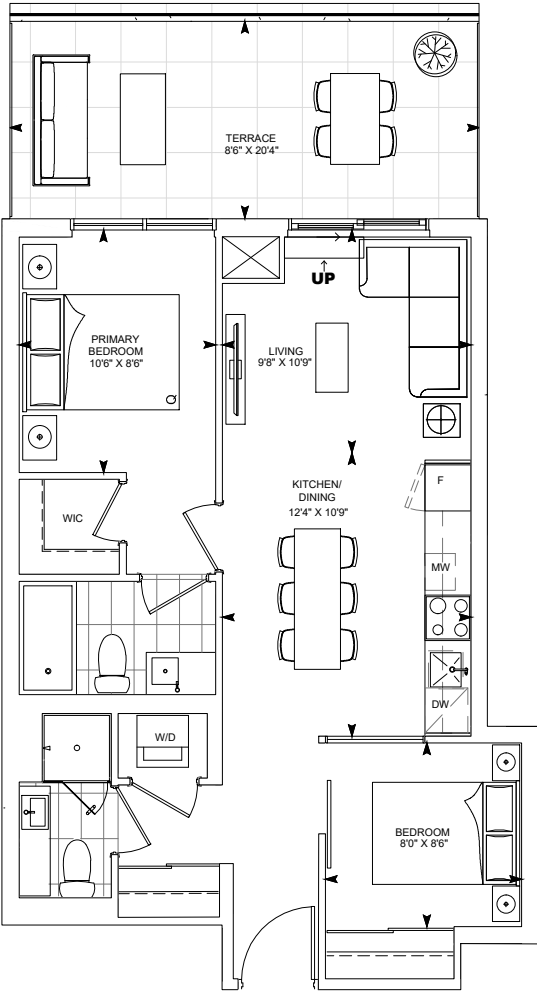 TERRACE
8'6" X 20'4"
UP
PRIMARY
BEDROOM
10'6" X 8'6"
LIVING
9'8" X 10'9"
KITCHEN/
DINING
12'4" X 10'9"
F
WIC
MW
DW
W/D
BEDROOM
8'0" X 8'6"